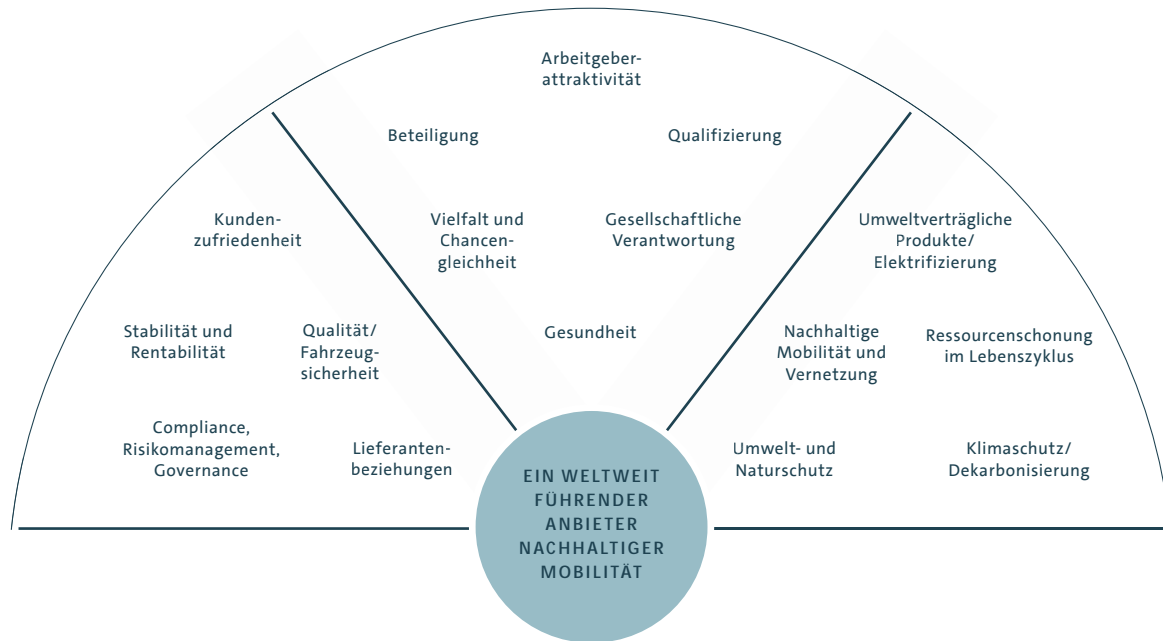 Arbeitgeber-
attraktivität
Beteiligung
Qualifizierung
Kunden-
zufriedenheit
Vielfalt und
Chancen-
gleichheit
Gesellschaftliche
Verantwortung
Umweltverträgliche
Produkte/
Elektrifizierung
Stabilität und
Rentabilität
Qualität/
Fahrzeug-
sicherheit
Gesundheit
Nachhaltige
Mobilität und
Vernetzung
Ressourcenschonung
im Lebenszyklus
Compliance,
Risikomanagement,
Governance
Lieferanten-
beziehungen
Umwelt- und
Naturschutz
Klimaschutz/
Dekarbonisierung
EIN WELTWEIT
FÜHRENDER
ANBIETER
NACHHALTIGER
MOBILITÄT